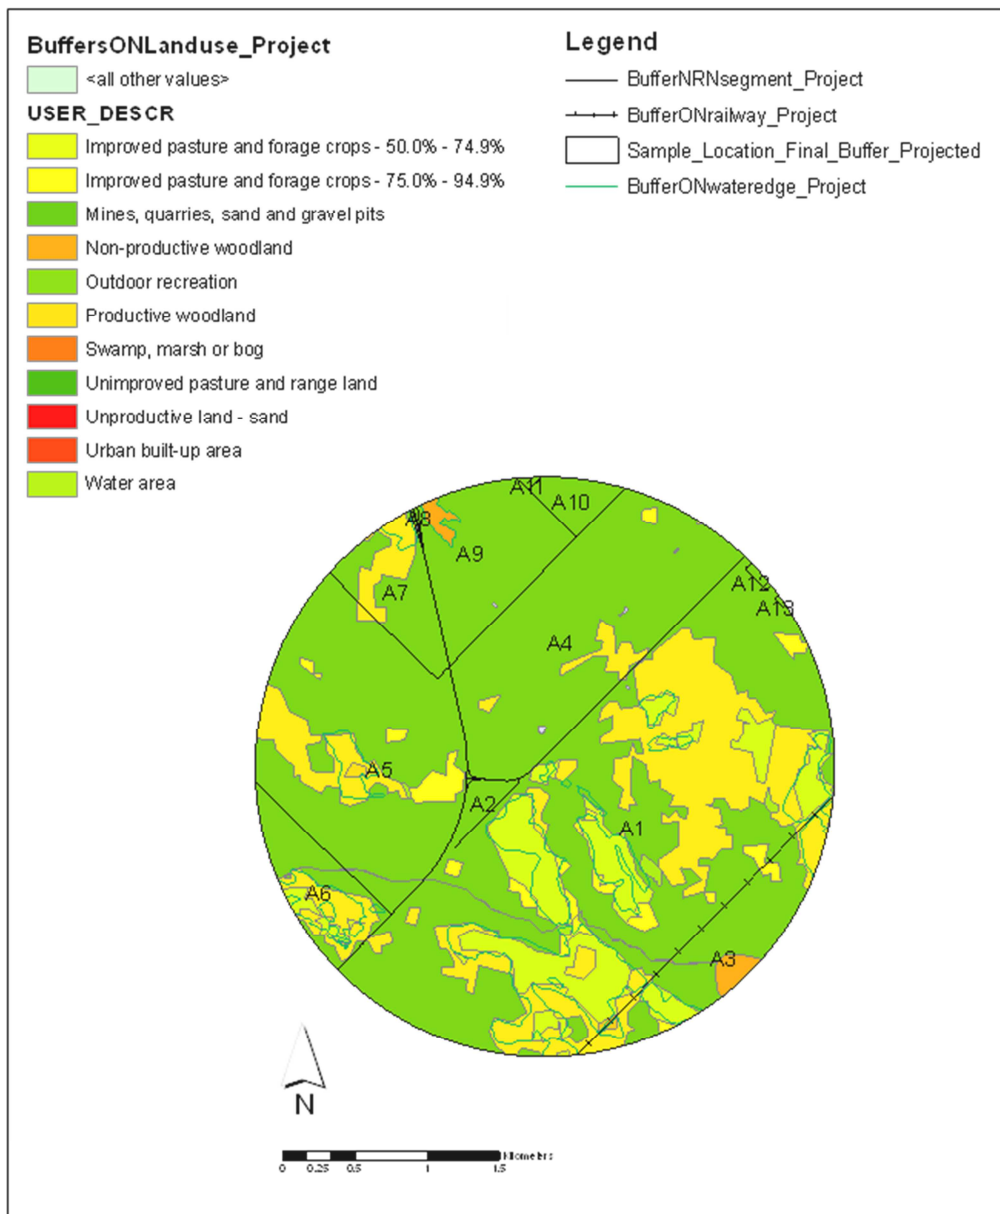 BuffersONLanduse_Project
<all other values>
USER_DESCR
Improved pasture and forage crops - 50.0% - 74.9%
Improved pasture and forage crops - 75.0% - 94.9%
Mines, quarries, sand and gravel pits
Non-productive woodland
Outdoor recreation
Productive woodland
Swamp, marsh or bog
Unimproved pasture and range land
Unproductive land - sand
Urban built-up area
Water area
Legend
BufferNRNsegment_Project
BufferONrailway_Project
Sample_Location_Final_Buffer_Projected
BufferONwateredge_Project
A11
A10
A8
A9
A12
A7
A13
A4
A5
A2
A1
A6
A3
N
Kilometers
0 0.25 0.5 1 1.5